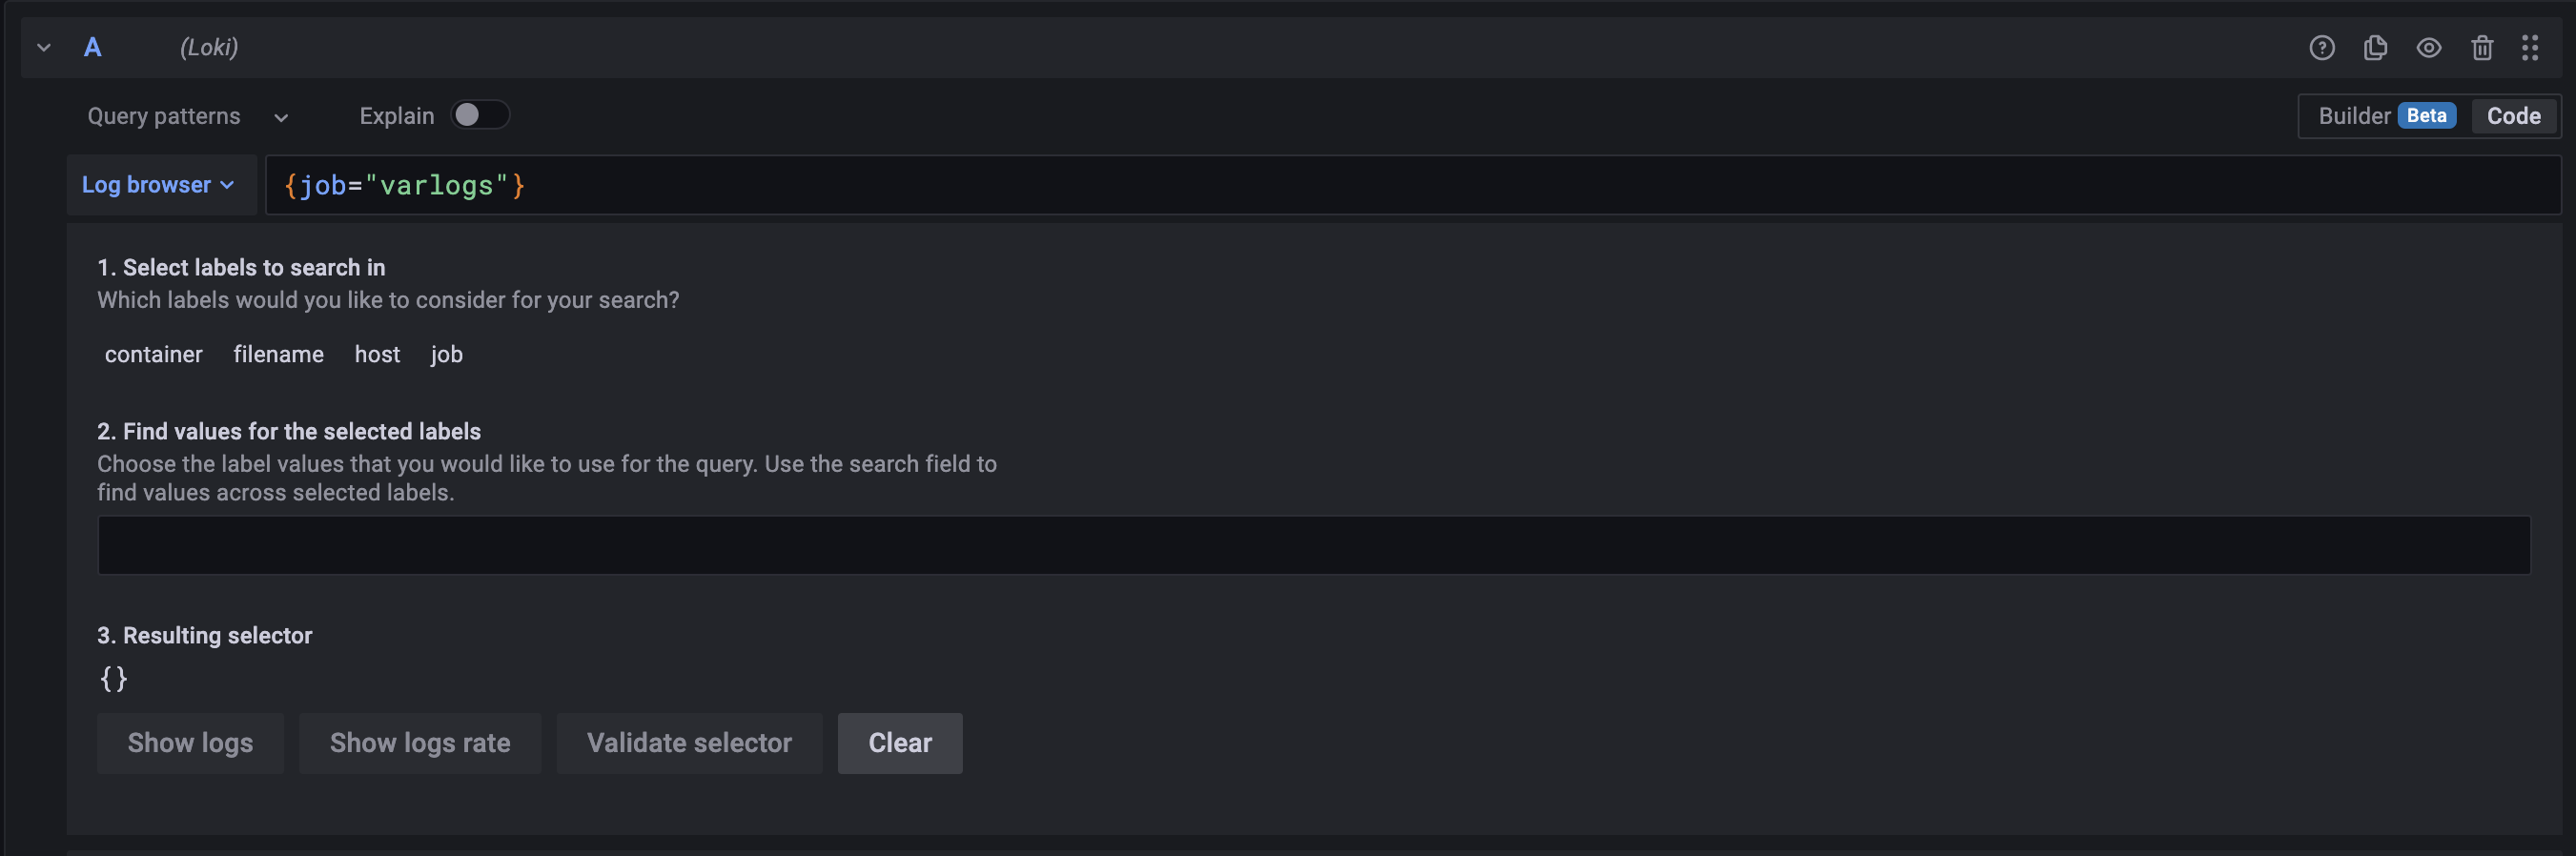 A (Loki)
Query patterns Explain Builder Beta Code
Log browser {job="varlogs"}
1. Select labels to search in
Which labels would you like to consider for your search?
container filename host job
2. Find values for the selected labels
Choose the label values that you would like to use for the query. Use the search field to
find values across selected labels.
3. Resulting selector
{}
Show logs Show logs rate Validate selector Clear